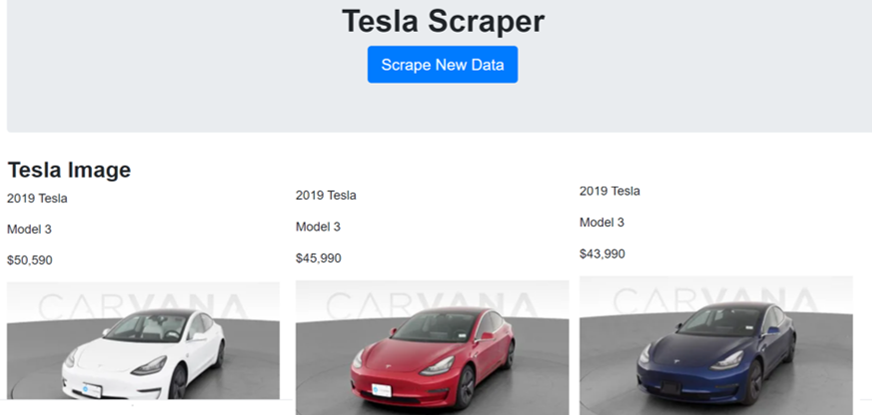 Tesla Scraper
Scrape New Data
Tesla Image
2019 Tesla
Model 3
$50,590
CARVANA
2019 Tesla
Model 3
$45,990
CARVANA
2019 Tesla
Model 3
$43,990
CARVANA